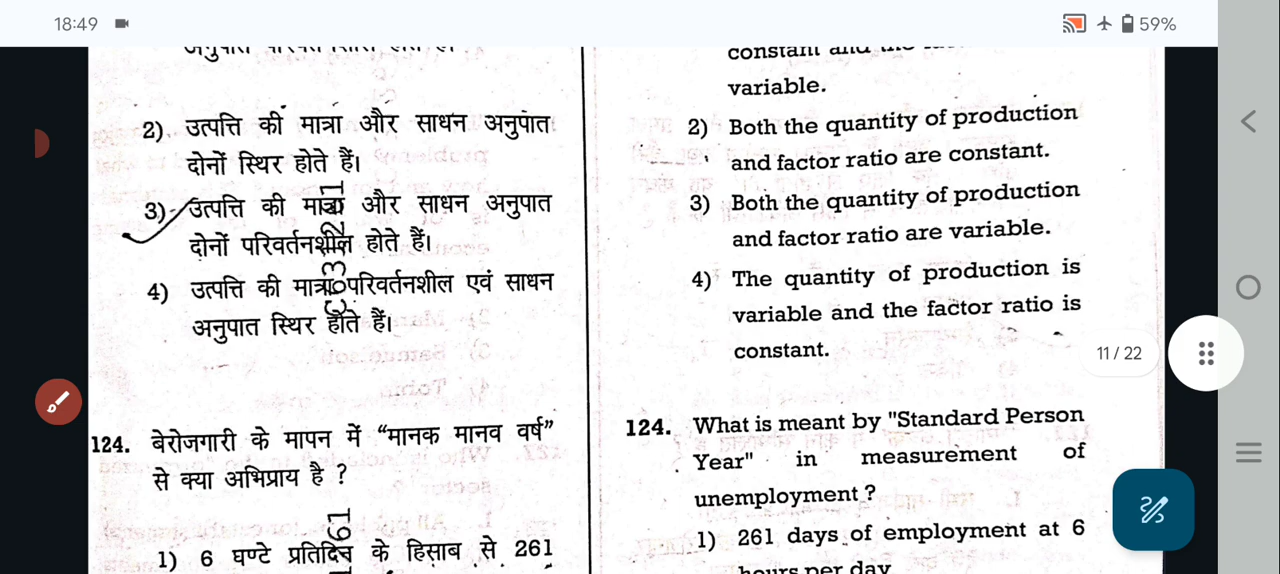 18:49
59%
2) उत्पत्ति की मात्रा और साधन अनुपात
दोनों स्थिर होते हैं।
3) उत्पत्ति की मात्रा और साधन अनुपात
दोनों परिवर्तनशील होते हैं।
4) उत्पत्ति की मात्रा परिवर्तनशील एवं साधन
अनुपात स्थिर होते हैं।
124. बेरोजगारी के मापन में “मानक मानव वर्ष”
से क्या अभिप्राय है ?
1) 6 घण्टे प्रतिदिन के हिसाब से 261
constant and
variable.
2) Both the quantity of production
and factor ratio are constant.
3) Both the quantity of production
and factor ratio are variable.
4) The quantity of production is
variable and the factor ratio is
constant.
11 / 22
124. What is meant by "Standard Person
Year" in measurement of
unemployment ?
1) 261 days of employment at 6
hours per day